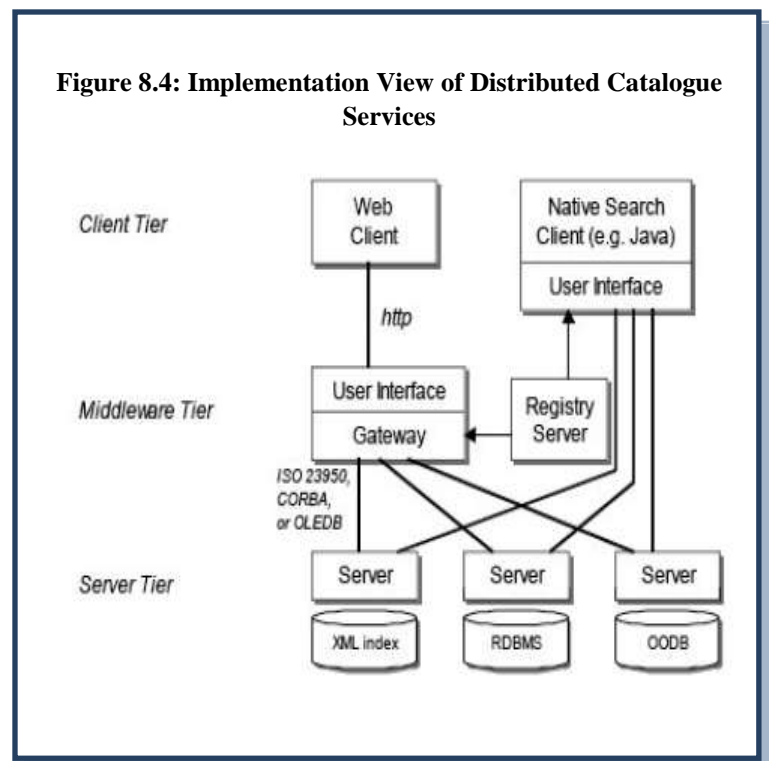 Figure 8.4: Implementation View of Distributed Catalogue
Services
Client Tier
Web
Client
Native Search
Client (e.g. Java)
User Interface
http
Middleware Tier
User Interface
Gateway
Registry
Server
ISO 23950,
CORBA,
or OLEDB
Server Tier
Server
Server
Server
XML index
RDBMS
OODB